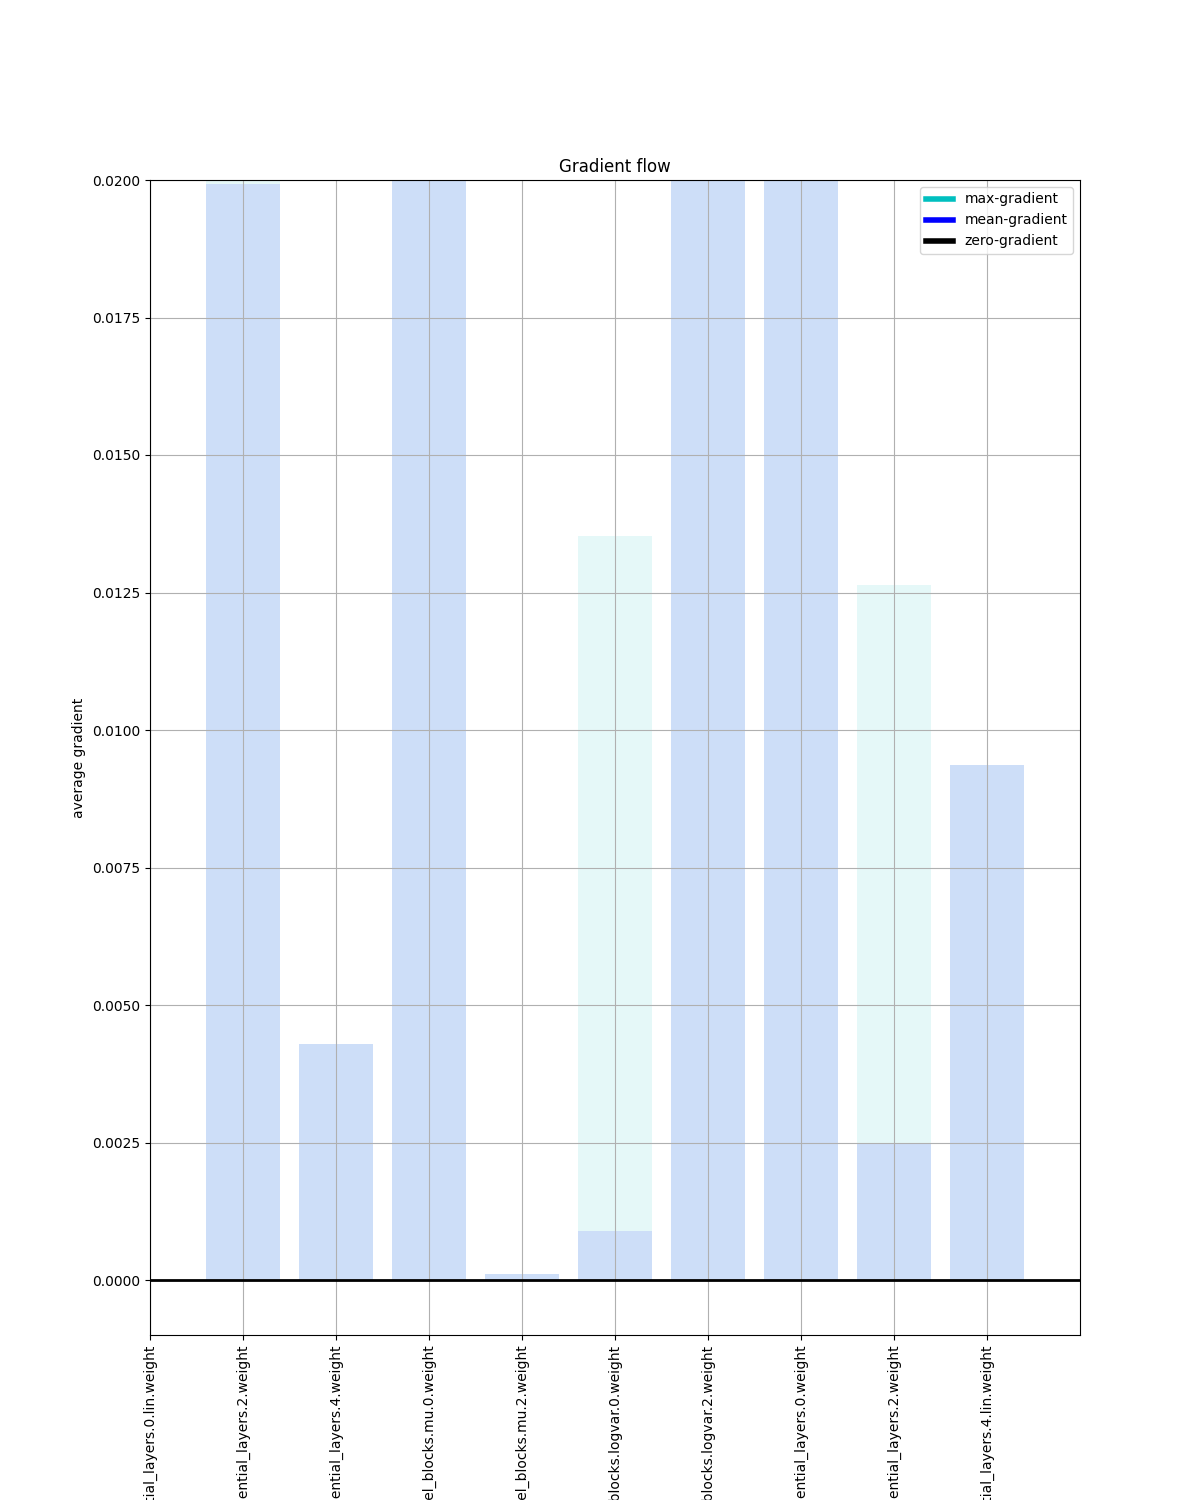 Gradient flow
max-gradient
mean-gradient
zero-gradient
0.0200
0.0175
0.0150
0.0125
0.0100
0.0075
0.0050
0.0025
0.0000
average gradient
tial_layers.0.lin.weight
ential_layers.2.weight
ential_layers.4.weight
el_blocks.mu.0.weight
el_blocks.mu.2.weight
blocks.logvar.0.weight
blocks.logvar.2.weight
ential_layers.0.weight
ential_layers.2.weight
tial_layers.4.lin.weight